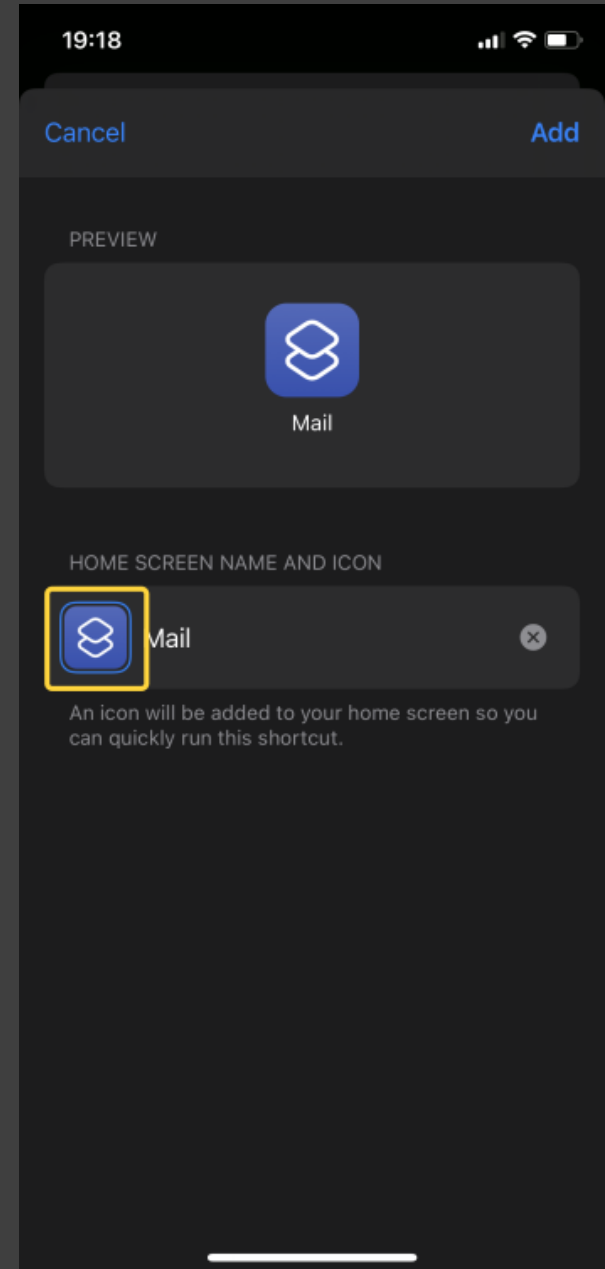 19:18
Cancel
Add
PREVIEW
Mail
HOME SCREEN NAME AND ICON
Mail
An icon will be added to your home screen so you
can quickly run this shortcut.